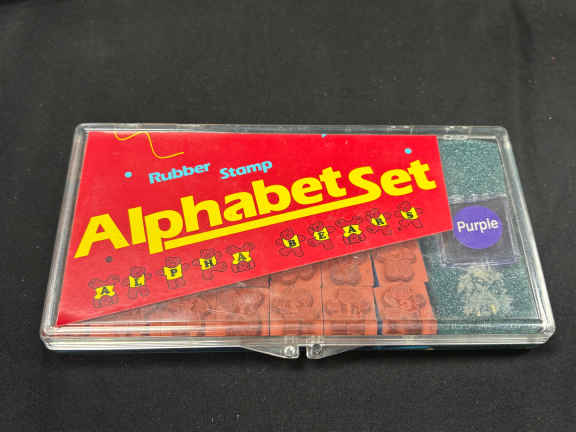 Rubber Stamp
Alphabet Set
ALPHA BEARS
Purple